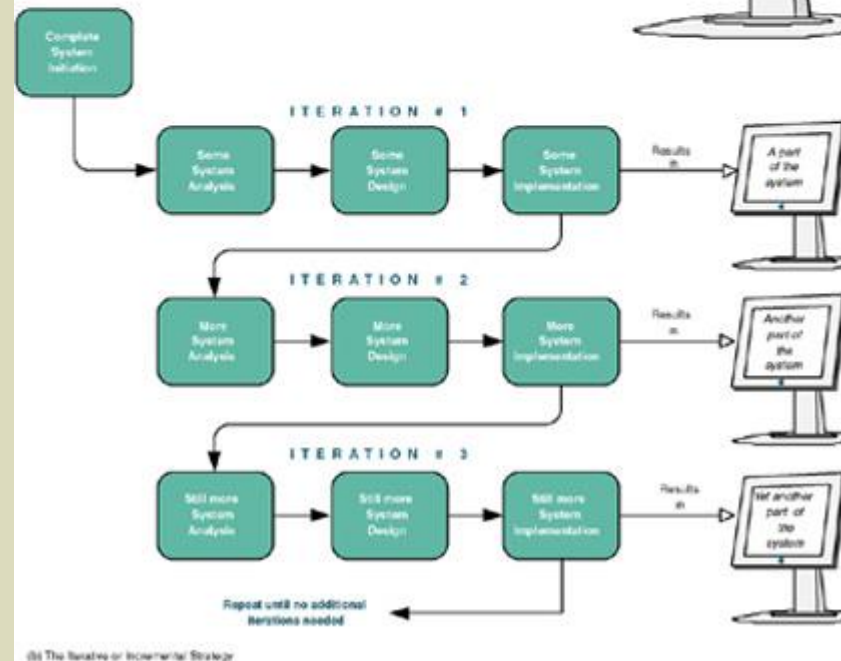 Complete
System
Initiation
ITERATION # 1
Some
System
Analysis
Some
System
Design
Some
System
Implementation
Results
in
A part
of the
system
ITERATION # 2
More
System
Analysis
More
System
Design
More
System
Implementation
Results
in
Another
part of
the
system
ITERATION # 3
Still more
System
Analysis
Still more
System
Design
Still more
System
Implementation
Results
in
Yet another
part of
the
system
Repeat until no additional
iterations needed
(b) The Iterative or Incremental Strategy